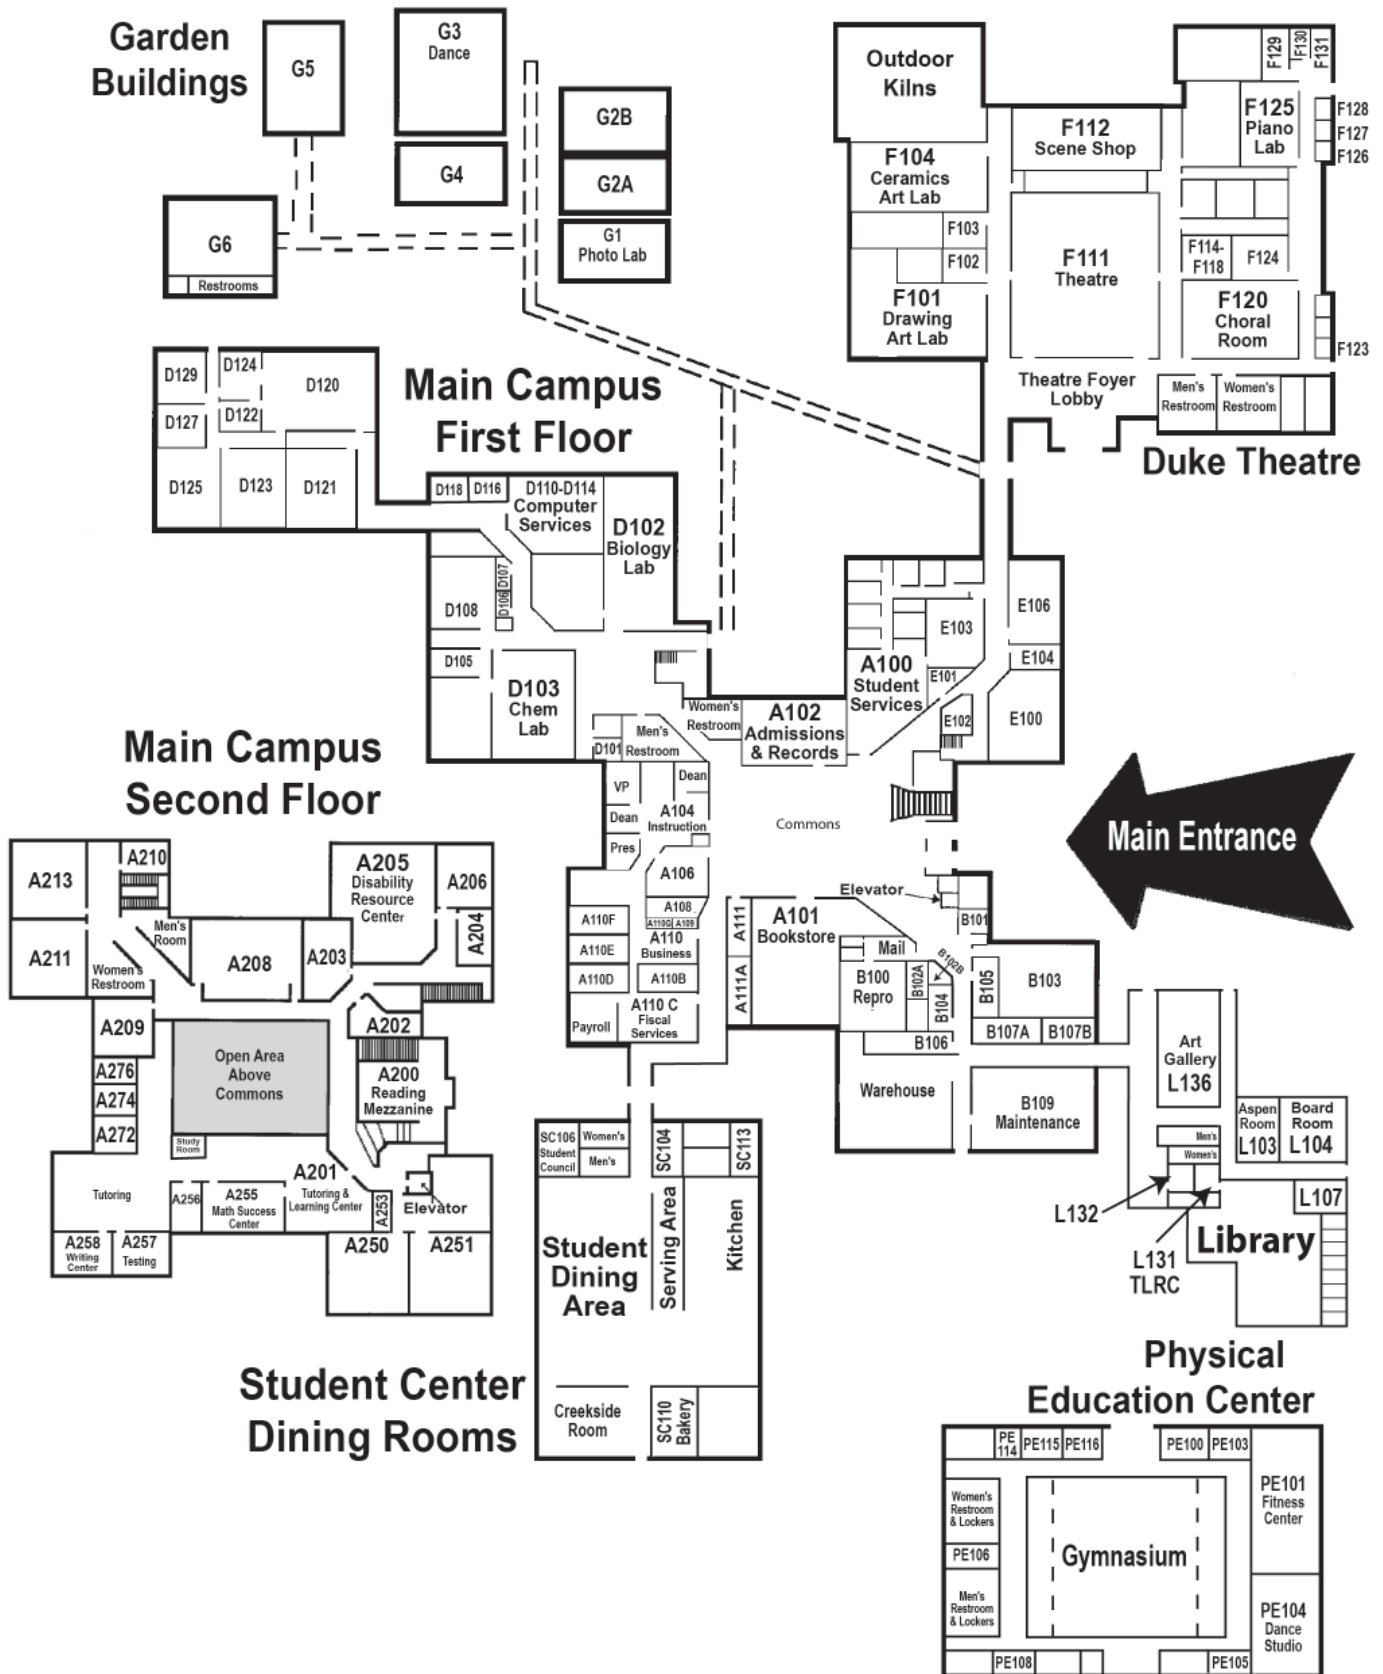 Garden
Buildings
G5
G3
Dance
G4
G2B
G2A
G1
Photo Lab
G6
Restrooms
Outdoor
Kilns
F104
Ceramics
Art Lab
F103
F102
F101
Drawing
Art Lab
F112
Scene Shop
F111
Theatre
F129
F130
F131
F125
Piano
Lab
F128
F127
F126
F114-
F118
F124
F120
Choral
Room
F123
Theatre Foyer
Lobby
Men's
Restroom
Women's
Restroom
Duke Theatre
Main Campus
First Floor
D129
D124
D120
D127
D122
D125
D123
D121
D118
D116
D110-D114
Computer
Services
D102
Biology
Lab
D107
D106
D108
D105
D103
Chem
Lab
D101
Men's
Restroom
Women's
Restroom
A102
Admissions
& Records
A100
Student
Services
E103
E106
E104
E101
E102
E100
VP
Dean
Dean
A104
Instruction
Pres
A106
A108
A110G
A109
A110F
A110
Business
A110E
A110D
A110B
A110 C
Fiscal
Services
Payroll
Commons
Main Entrance
Elevator
A111
A111A
A101
Bookstore
Mail
B100
Repro
B102A
B102B
B104
B106
B101
B105
B103
B107A
B107B
Warehouse
B109
Maintenance
Art
Gallery
L136
Men's
Women's
Aspen
Room
L103
Board
Room
L104
L107
L132
L131
TLRC
Library
Main Campus
Second Floor
A213
A210
A211
Men's
Room
Women's
Restroom
A208
A203
A205
Disability
Resource
Center
A206
A204
A209
A202
A276
A274
A272
Open Area
Above
Commons
A200
Reading
Mezzanine
Study
Room
Tutoring
A256
A255
Math Success
Center
A201
Tutoring &
Learning Center
A253
Elevator
A258
Writing
Center
A257
Testing
A250
A251
SC106
Student
Council
Women's
Men's
SC104
SC113
Student
Dining
Area
Serving Area
Kitchen
Creekside
Room
SC110
Bakery
Student Center
Dining Rooms
Physical
Education Center
PE
114
PE115
PE116
PE100
PE103
Women's
Restroom
& Lockers
PE106
Men's
Restroom
& Lockers
Gymnasium
PE101
Fitness
Center
PE104
Dance
Studio
PE108
PE105